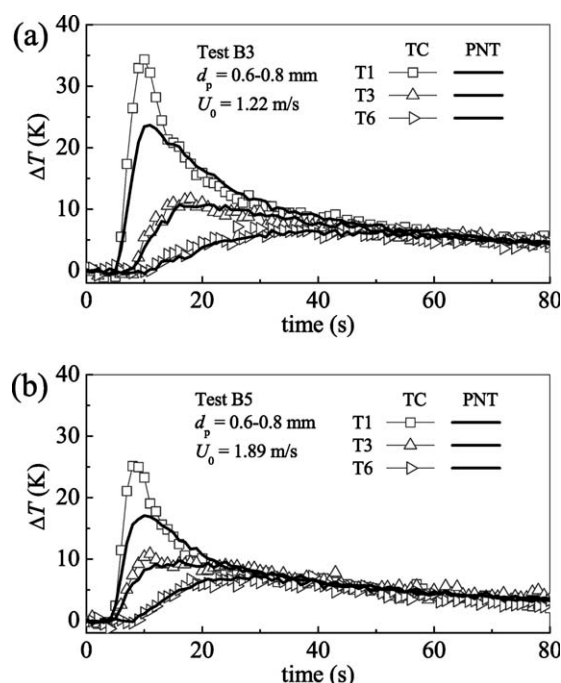 (a)
40
30
20
10
0
ΔT (K)
Test B3
dp = 0.6-0.8 mm
U0 = 1.22 m/s
TC PNT
T1
T3
T6
0 20 40 60 80
time (s)
(b)
40
30
20
10
0
ΔT (K)
Test B5
dp = 0.6-0.8 mm
U0 = 1.89 m/s
TC PNT
T1
T3
T6
0 20 40 60 80
time (s)